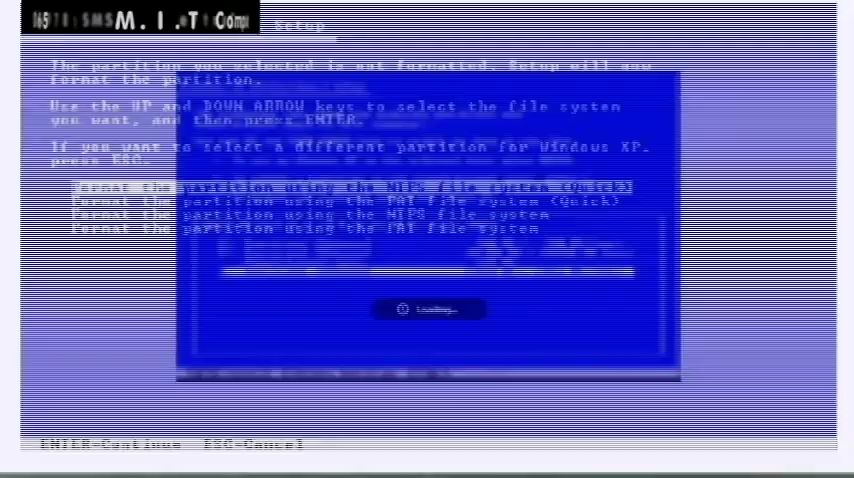 M.I.T Comp
Setup
The partition you selected is not formatted. Setup will now
format the partition.
Use the UP and DOWN ARROW keys to select the file system
you want, and then press ENTER.
If you want to select a different partition for Windows XP,
press ESC.
Format the partition using the NTFS file system (Quick)
Format the partition using the FAT file system (Quick)
Format the partition using the NTFS file system
Format the partition using the FAT file system
Loading...
ENTER=Continue ESC=Cancel